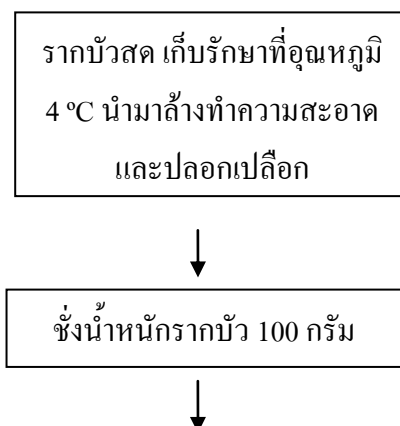 รากบัวสด เก็บรักษาที่อุณหภูมิ
4 ºC นำมาล้างทำความสะอาด
และปลอกเปลือก
ชั่งน้ำหนักรากบัว 100 กรัม